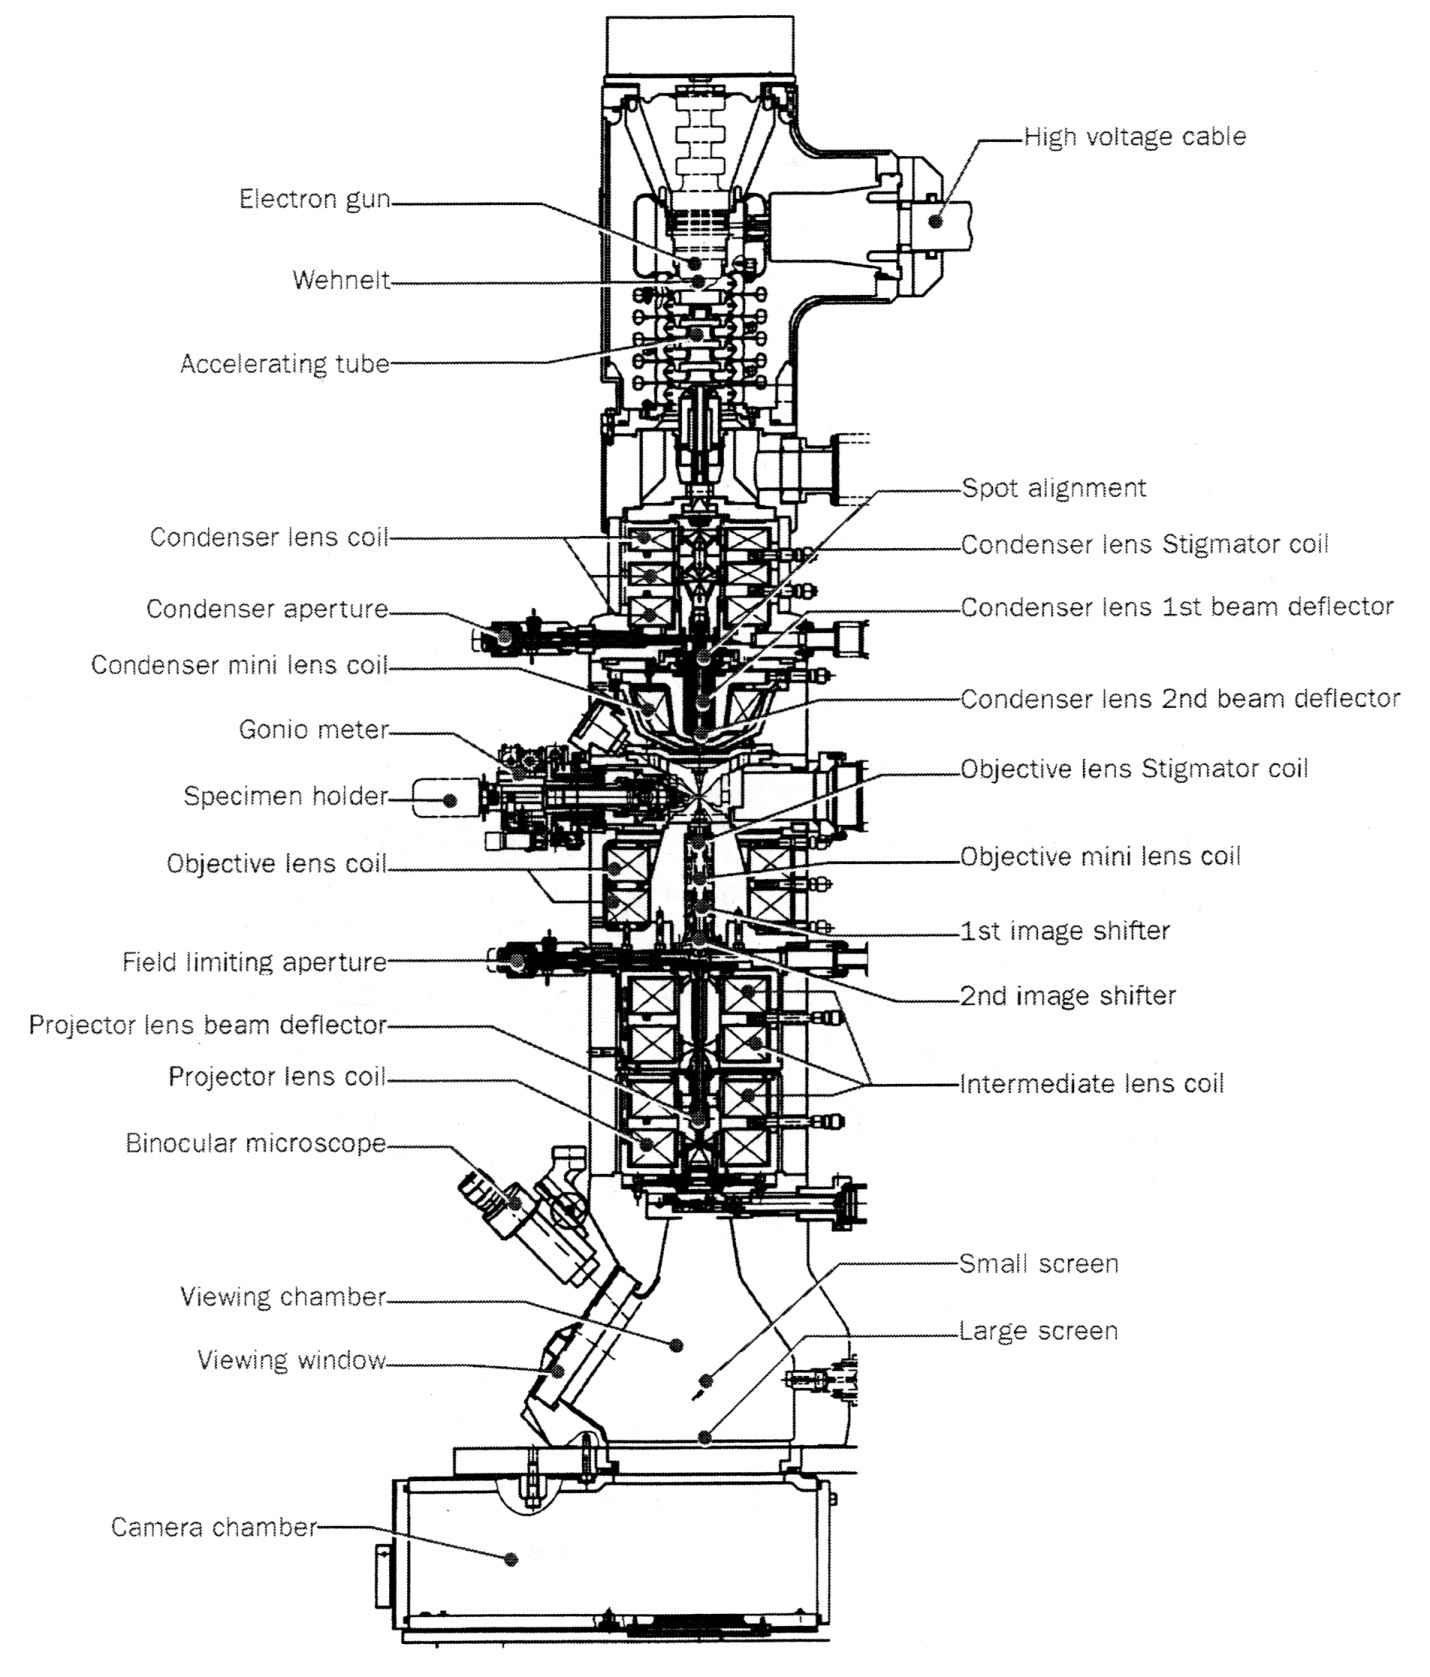 High voltage cable
Electron gun
Wehnelt
Accelerating tube
Spot alignment
Condenser lens coil
Condenser lens Stigmator coil
Condenser aperture
Condenser lens 1st beam deflector
Condenser mini lens coil
Condenser lens 2nd beam deflector
Gonio meter
Objective lens Stigmator coil
Specimen holder
Objective lens coil
Objective mini lens coil
1st image shifter
Field limiting aperture
2nd image shifter
Projector lens beam deflector
Projector lens coil
Intermediate lens coil
Binocular microscope
Small screen
Viewing chamber
Large screen
Viewing window
Camera chamber